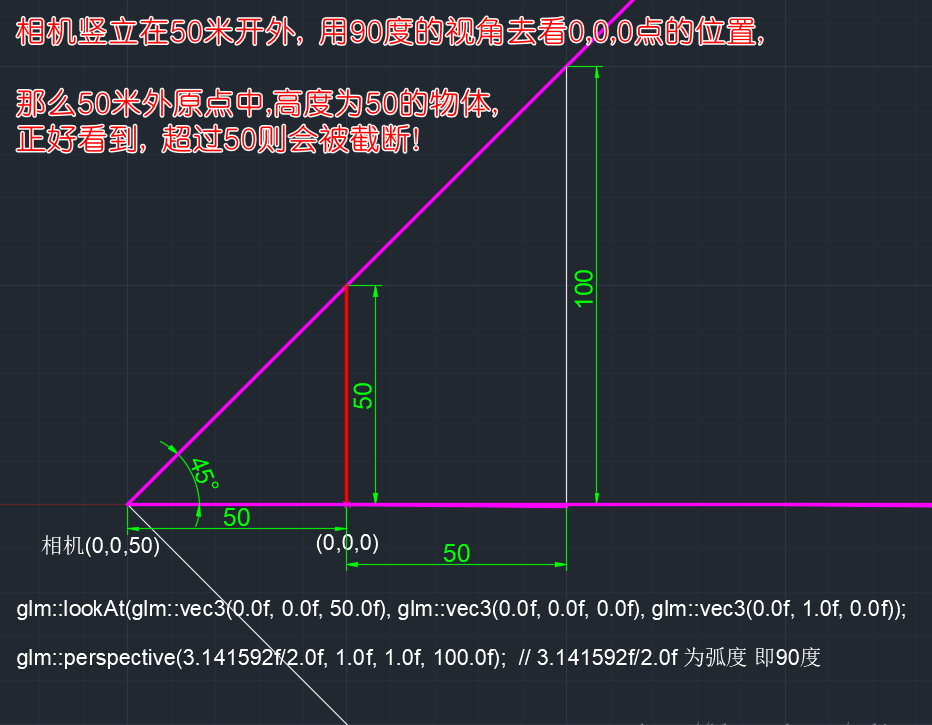 相机竖立在50米开外, 用90度的视角去看0,0,0点的位置,
那么50米外原点中,高度为50的物体,
正好看到, 超过50则会被截断!
100
50
45°
50
相机(0,0,50)
(0,0,0)
50
glm::lookAt(glm::vec3(0.0f, 0.0f, 50.0f), glm::vec3(0.0f, 0.0f, 0.0f), glm::vec3(0.0f, 1.0f, 0.0f));
glm::perspective(3.141592f/2.0f, 1.0f, 1.0f, 100.0f); // 3.141592f/2.0f 为弧度 即90度